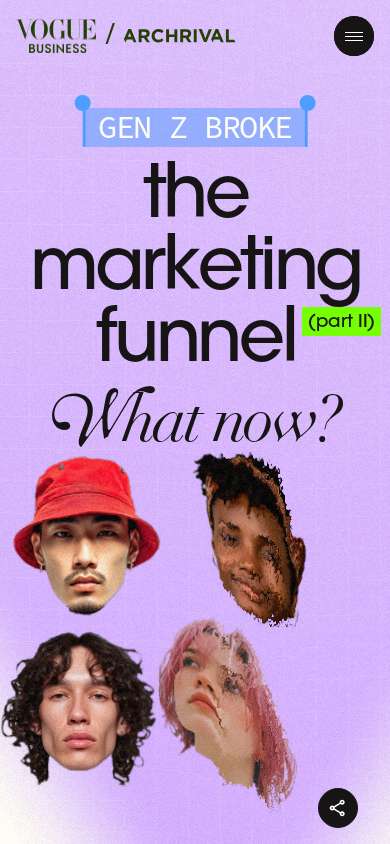 VOGUE
BUSINESS
/ ARCHRIVAL
GEN Z BROKE
the
marketing
funnel
(part II)
What now?